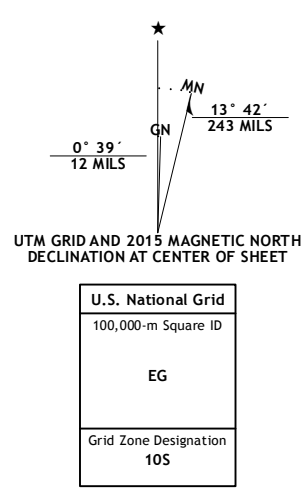 ★
MN
GN
13° 42´
243 MILS
0° 39´
12 MILS
UTM GRID AND 2015 MAGNETIC NORTH
DECLINATION AT CENTER OF SHEET
U.S. National Grid
100,000-m Square ID
EG
Grid Zone Designation
10S